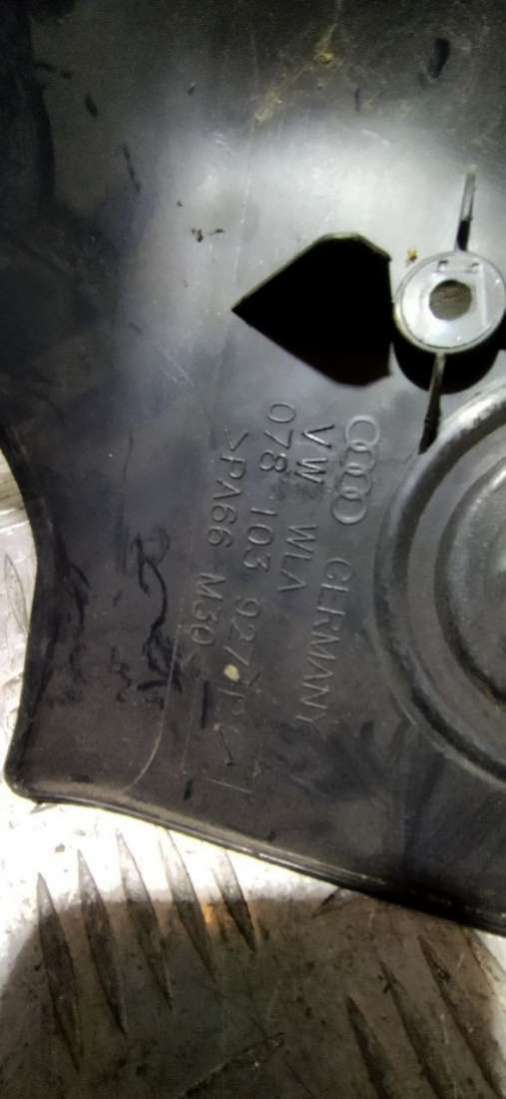 GERMANY
VW WLA
078 103 927
>PA66 M30<